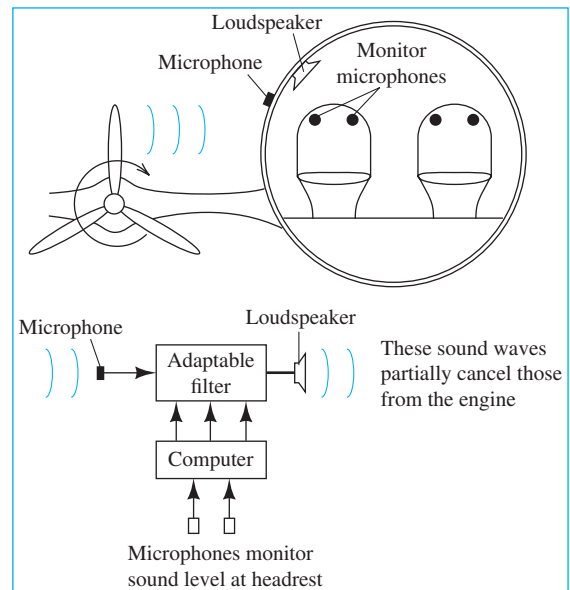 Loudspeaker
Microphone
Monitor
microphones
Microphone
Loudspeaker
Adaptable
filter
These sound waves
partially cancel those
from the engine
Computer
Microphones monitor
sound level at headrest